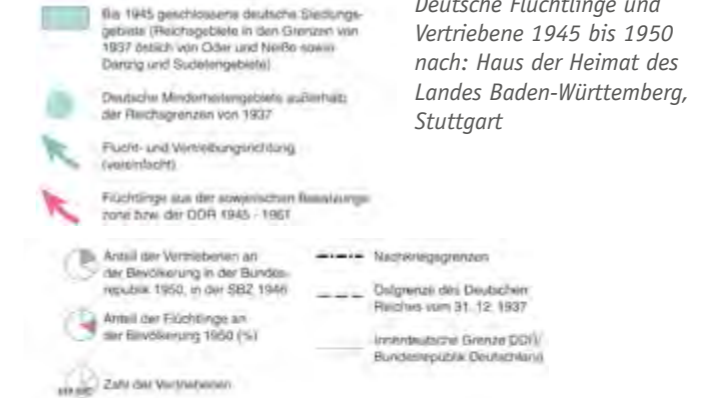 Bis 1945 geschlossene deutsche Siedlungs-
gebiete (Reichsgebiete in den Grenzen von
1937 östlich von Oder und Neiße sowie
Danzig und Sudetengebiete)
Deutsche Minderheitengebiete außerhalb
der Reichsgrenzen von 1937
Flucht- und Vertreibungsrichtung
(vereinfacht)
Flüchtlinge aus der sowjetischen Besatzungs-
zone bzw. der DDR 1945 - 1961
Anteil der Vertriebenen an
der Bevölkerung in der Bundes-
republik 1950, in der SBZ 1946
Anteil der Flüchtlinge an
der Bevölkerung 1950 (%)
Zahl der Vertriebenen
Nachkriegsgrenzen
Ostgrenze des Deutschen
Reiches vom 31. 12. 1937
Innerdeutsche Grenze DDR/
Bundesrepublik Deutschland
Deutsche Flüchtlinge und
Vertriebene 1945 bis 1950
nach: Haus der Heimat des
Landes Baden-Württemberg,
Stuttgart